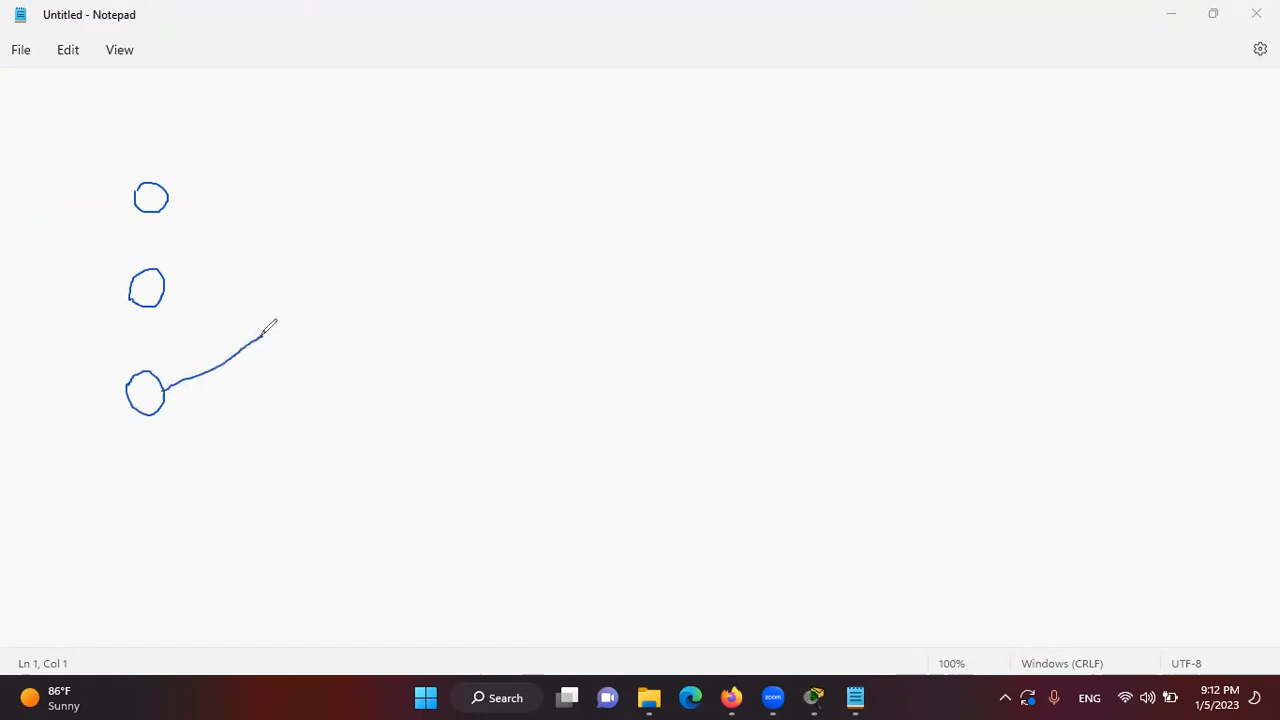 Untitled - Notepad
File Edit View
Ln 1, Col 1 100% Windows (CRLF) UTF-8
86°F
Sunny
Search
zoom
ENG
9:12 PM
1/5/2023